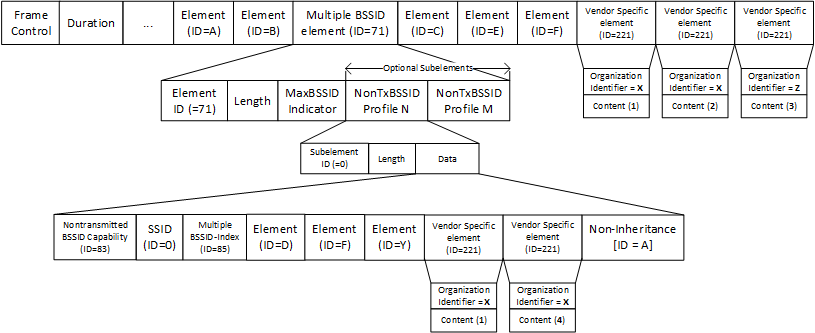 Frame
Control
Duration
...
Element
(ID=A)
Element
(ID=B)
Multiple BSSID
element (ID=71)
Element
(ID=C)
Element
(ID=E)
Element
(ID=F)
Vendor Specific
element
(ID=221)
Vendor Specific
element
(ID=221)
Vendor Specific
element
(ID=221)
Optional Subelements
Organization
Identifier = X
Content (1)
Organization
Identifier = X
Content (2)
Organization
Identifier = Z
Content (3)
Element
ID (=71)
Length
MaxBSSID
Indicator
NonTxBSSID
Profile N
NonTxBSSID
Profile M
Subelement
ID (=0)
Length
Data
Nontransmitted
BSSID Capability
(ID=83)
SSID
(ID=0)
Multiple
BSSID-Index
(ID=85)
Element
(ID=D)
Element
(ID=F)
Element
(ID=Y)
Vendor Specific
element
(ID=221)
Vendor Specific
element
(ID=221)
Non-Inheritance
[ID = A]
Organization
Identifier = X
Content (1)
Organization
Identifier = X
Content (4)